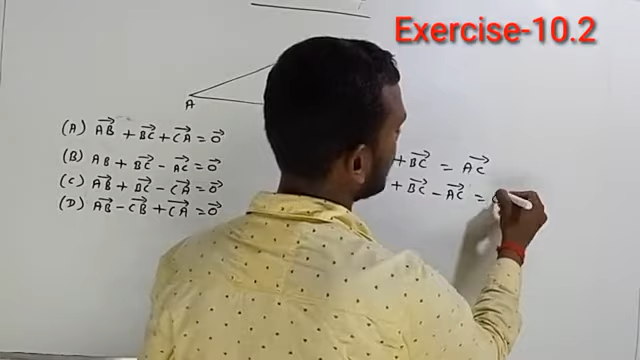 Exercise-10.2
A
(A) AB⃗ + BC⃗ + CA⃗ = 0⃗
(B) AB + BC⃗ - AC⃗ = 0⃗
(C) AB⃗ + BC⃗ - CA⃗ = 0⃗
(D) AB⃗ - CB⃗ + CA⃗ = 0⃗
+ BC⃗ = AC⃗
+ BC⃗ - AC⃗ =